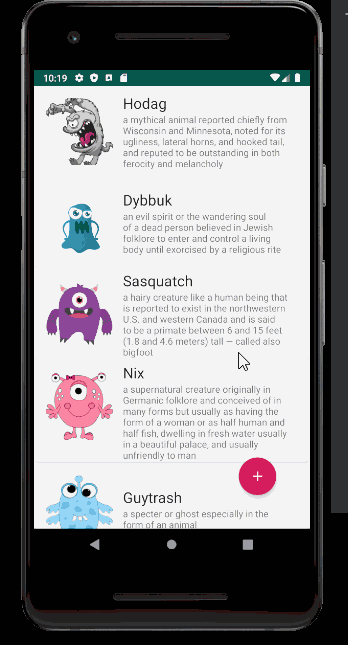 10:19
Hodag
a mythical animal reported chiefly from
Wisconsin and Minnesota, noted for its
ugliness, lateral horns, and hooked tail,
and reputed to be outstanding in both
ferocity and melancholy
Dybbuk
an evil spirit or the wandering soul
of a dead person believed in Jewish
folklore to enter and control a living
body until exorcised by a religious rite
Sasquatch
a hairy creature like a human being that
is reported to exist in the northwestern
U.S. and western Canada and is said
to be a primate between 6 and 15 feet
(1.8 and 4.6 meters) tall — called also
bigfoot
Nix
a supernatural creature originally in
Germanic folklore and conceived of in
many forms but usually as having the
form of a woman or as half human and
half fish, dwelling in fresh water usually
in a beautiful palace, and usually
unfriendly to man
+
Guytrash
a specter or ghost especially in the
form of an animal